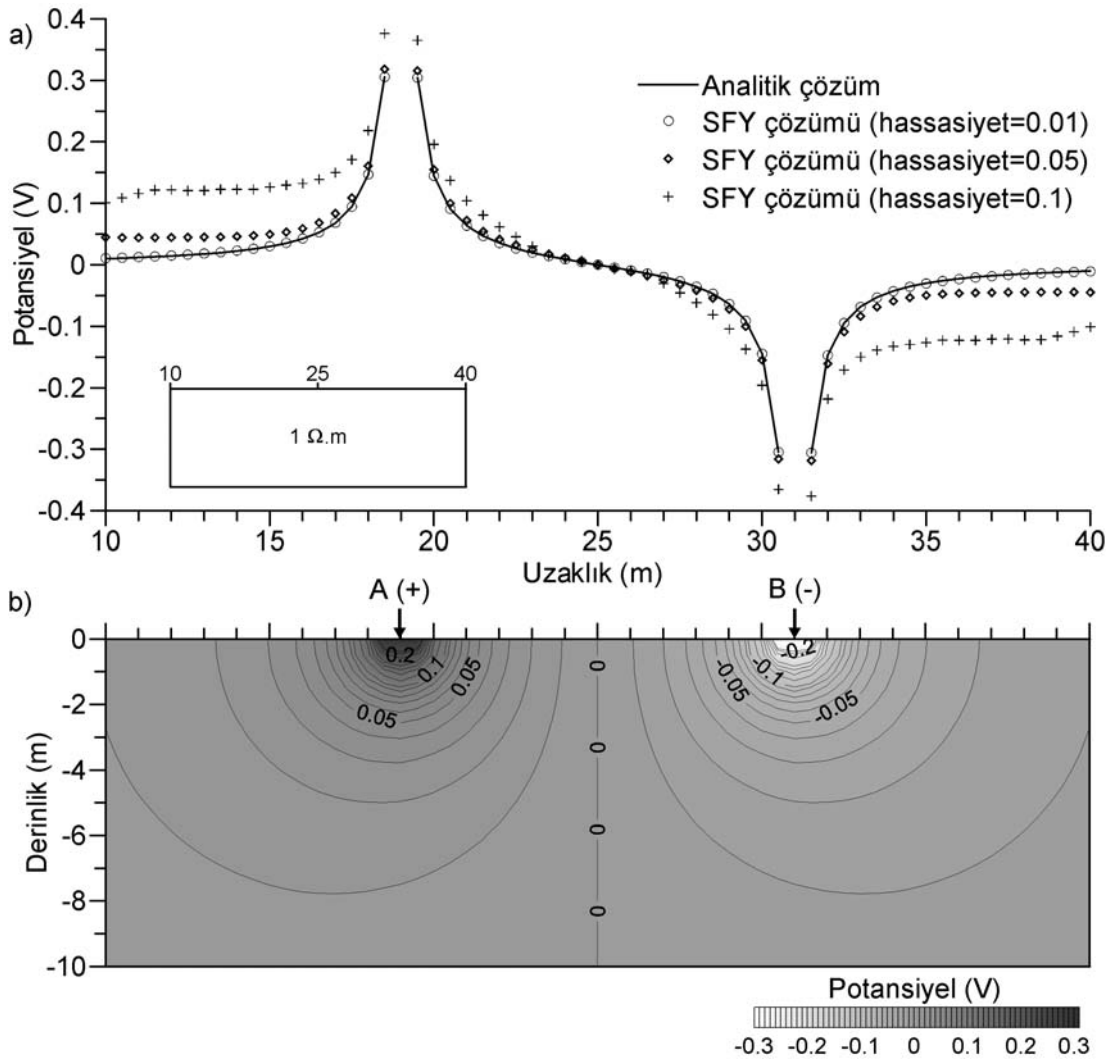 a)
0.4
0.3
0.2
0.1
0
-0.1
-0.2
-0.3
-0.4
Potansiyel (V)
Analitik çözüm
SFY çözümü (hassasiyet=0.01)
SFY çözümü (hassasiyet=0.05)
SFY çözümü (hassasiyet=0.1)
10 25 40
1 Ω.m
10 15 20 25 30 35 40
Uzaklık (m)
b)
A (+) B (-)
0
-2
-4
-6
-8
-10
Derinlik (m)
0.2
0.1
0.05
0.05
0
0
0
0
-0.2
-0.1
-0.05
-0.05
Potansiyel (V)
-0.3 -0.2 -0.1 0 0.1 0.2 0.3